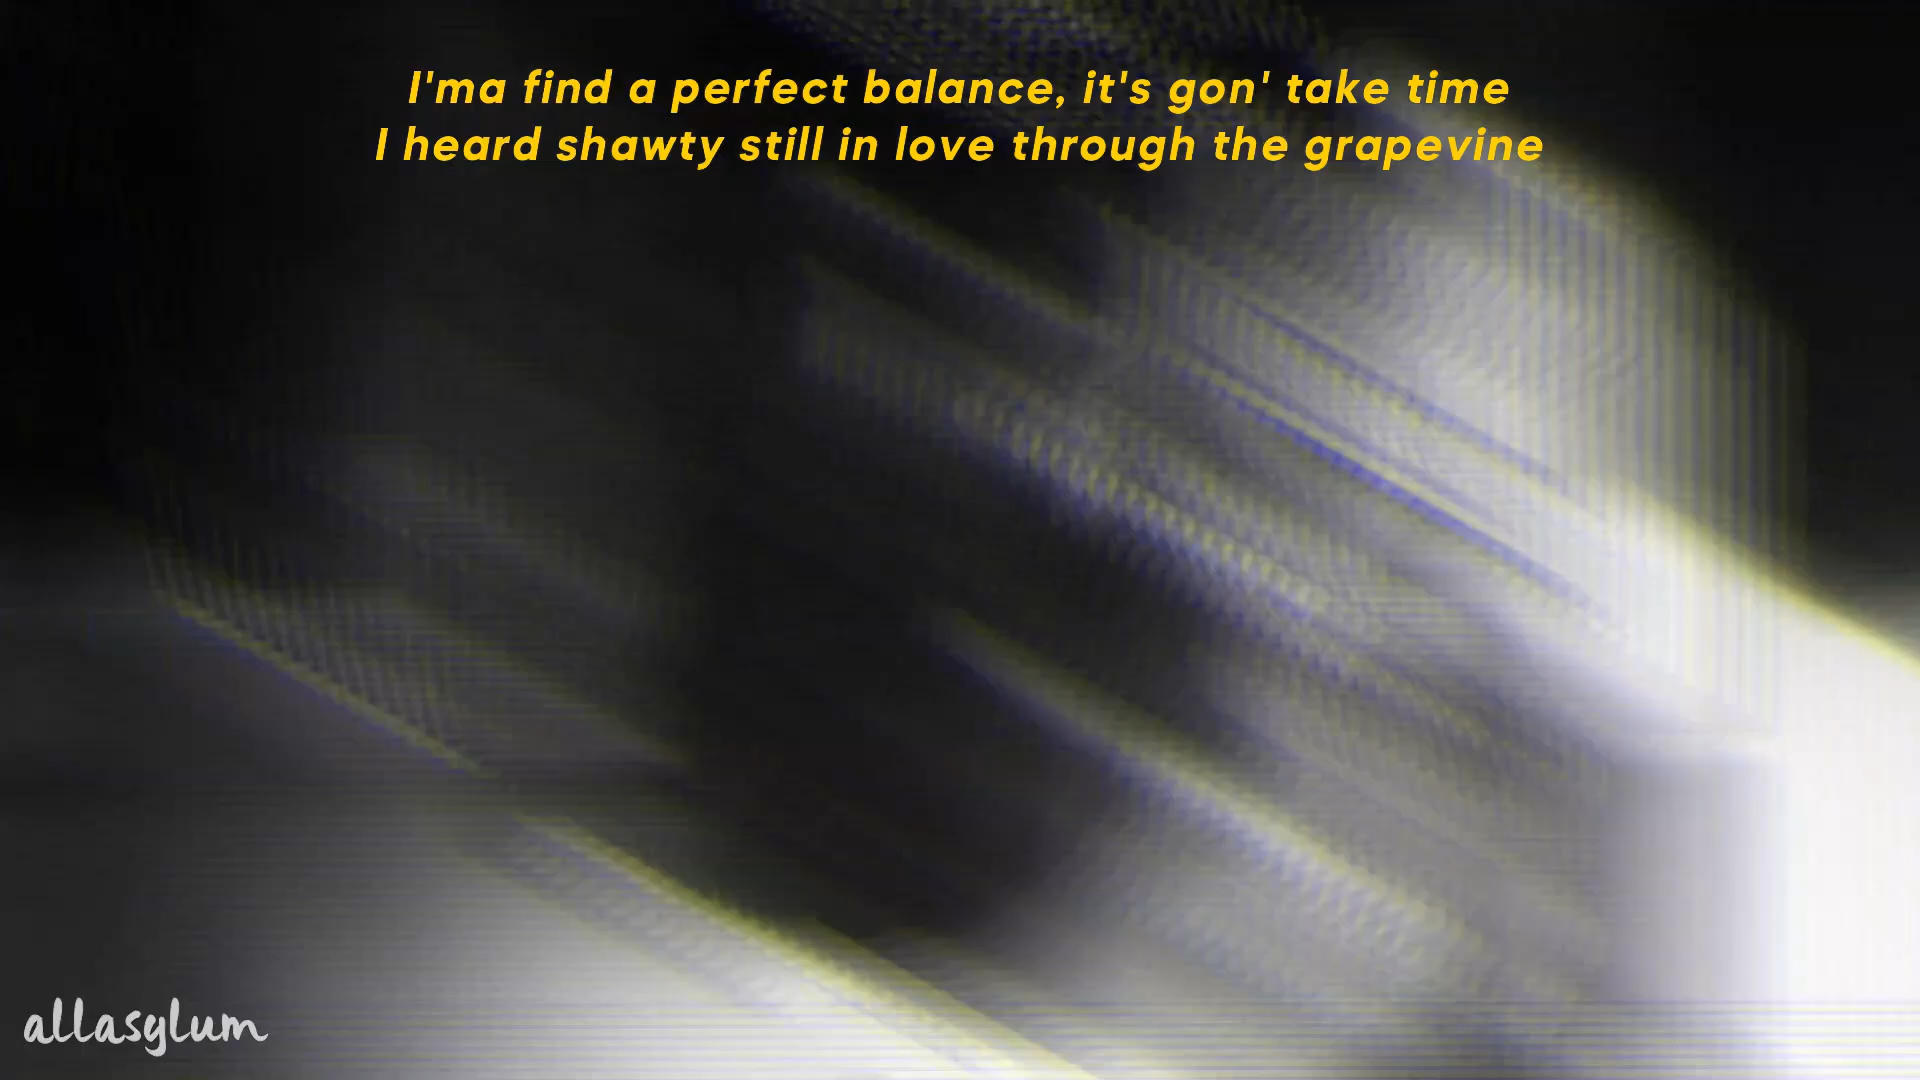 I'ma find a perfect balance, it's gon' take time
I heard shawty still in love through the grapevine
allasylum